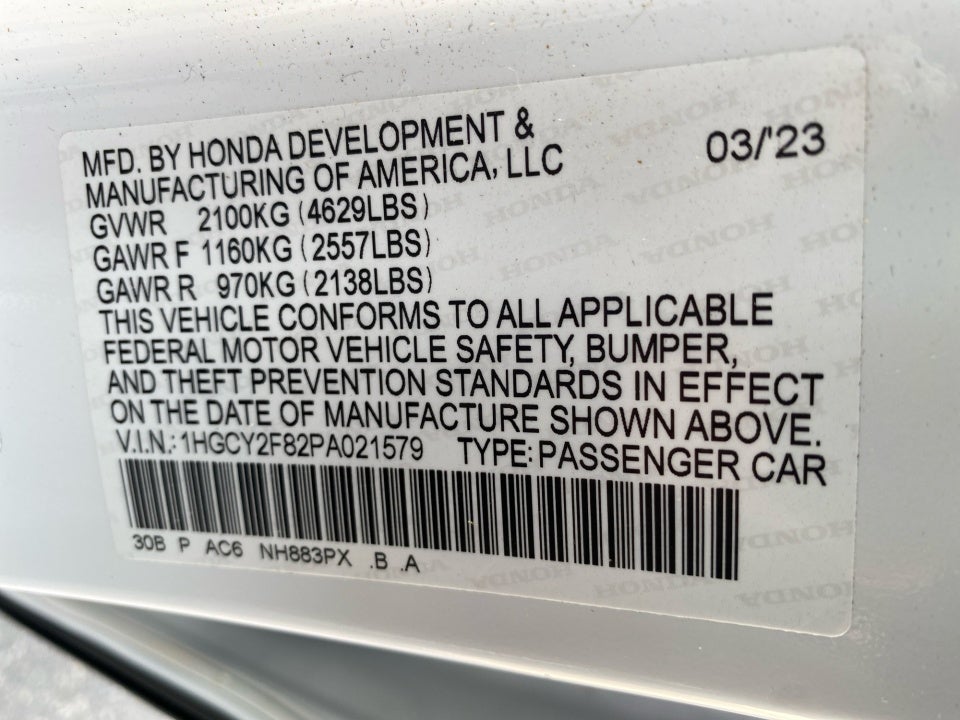 MFD. BY HONDA DEVELOPMENT & 03/'23
MANUFACTURING OF AMERICA, LLC
GVWR 2100KG (4629LBS)
GAWR F 1160KG (2557LBS)
GAWR R 970KG (2138LBS)
THIS VEHICLE CONFORMS TO ALL APPLICABLE
FEDERAL MOTOR VEHICLE SAFETY, BUMPER,
AND THEFT PREVENTION STANDARDS IN EFFECT
ON THE DATE OF MANUFACTURE SHOWN ABOVE.
V.I.N.: 1HGCY2F82PA021579 TYPE: PASSENGER CAR
30B P AC6 NH883PX .B .A